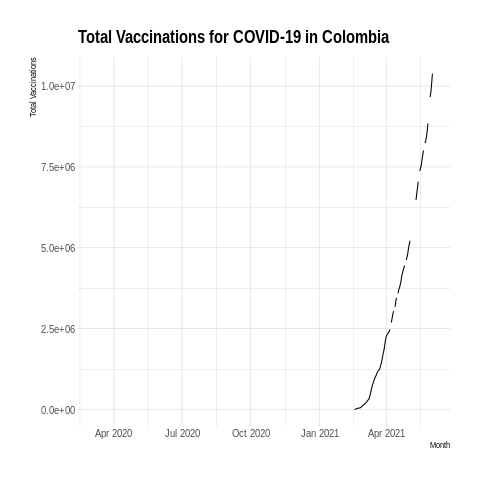 Total Vaccinations for COVID-19 in Colombia
Total Vaccinations
1.0e+07
7.5e+06
5.0e+06
2.5e+06
0.0e+00
Apr 2020
Jul 2020
Oct 2020
Jan 2021
Apr 2021
Month